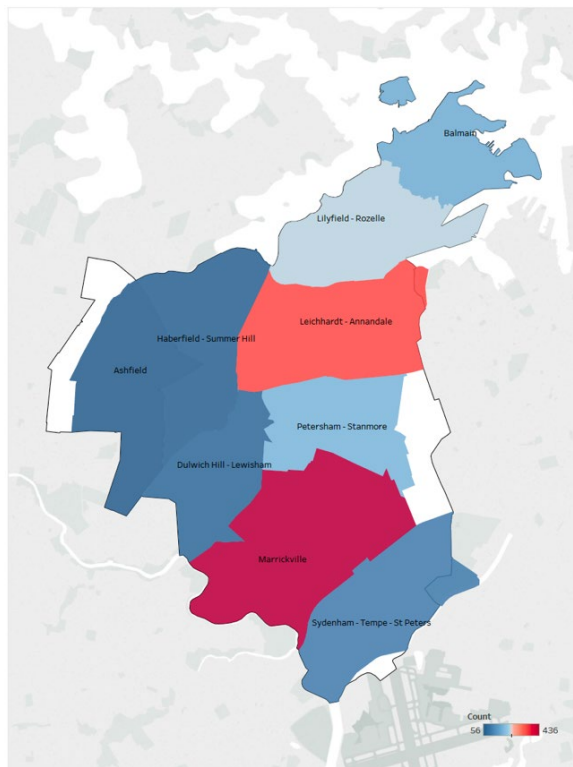 Balmain
Lilyfield - Rozelle
Leichhardt - Annandale
Haberfield - Summer Hill
Ashfield
Petersham - Stanmore
Dulwich Hill - Lewisham
Marrickville
Sydenham - Tempe - St Peters
Count
56 436